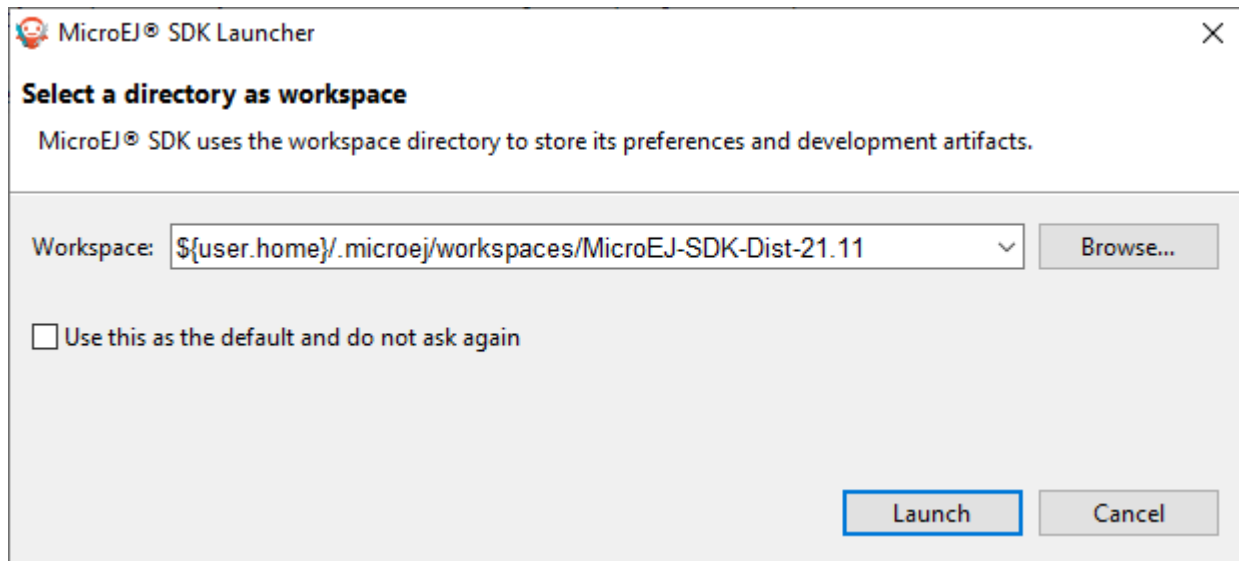 MicroEJ® SDK Launcher
Select a directory as workspace
MicroEJ® SDK uses the workspace directory to store its preferences and development artifacts.
Workspace: ${user.home}/.microej/workspaces/MicroEJ-SDK-Dist-21.11 Browse...
Use this as the default and do not ask again
Launch Cancel